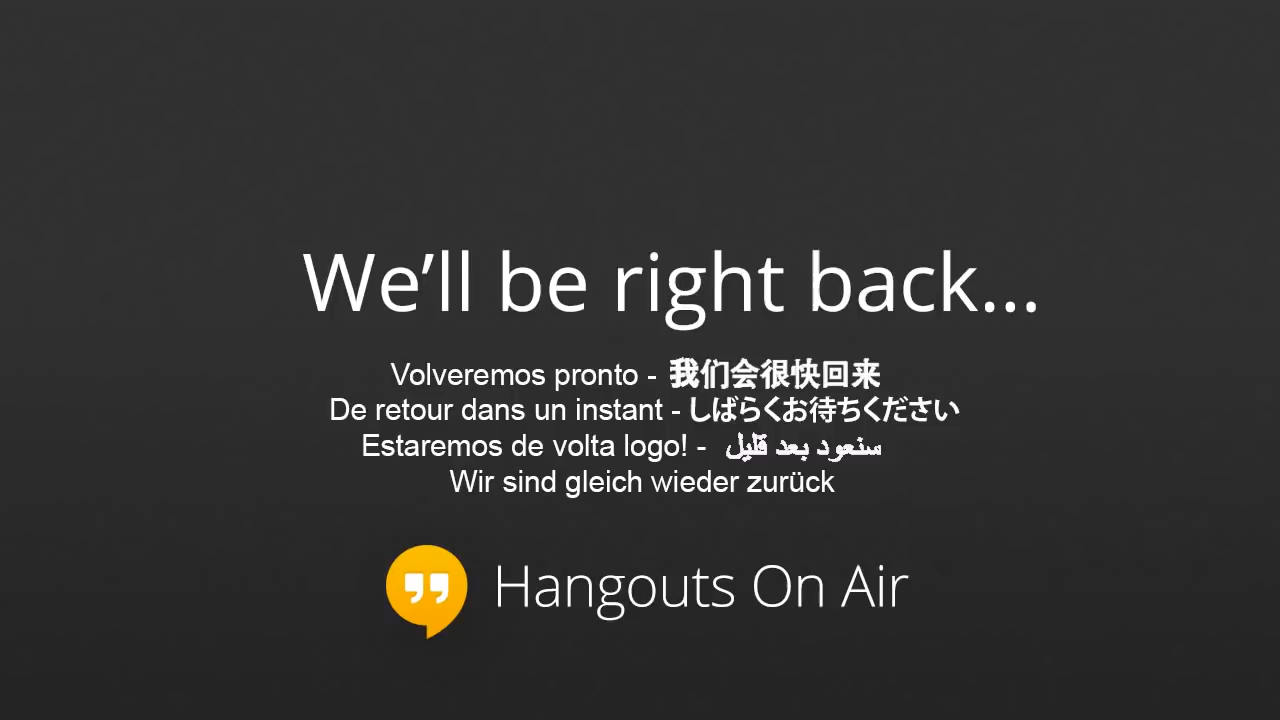 We’ll be right back...
Volveremos pronto - 我们会很快回来
De retour dans un instant - しばらくお待ちください
Estaremos de volta logo! - سنعود بعد قليل
Wir sind gleich wieder zurück
Hangouts On Air